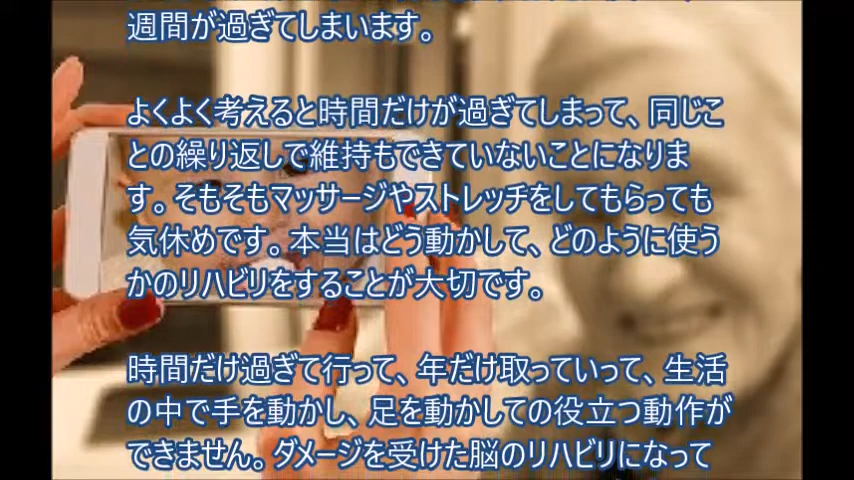 週間が過ぎてしまいます。
よくよく考えると時間だけが過ぎてしまって、同じこ
との繰り返しで維持もできていないことになりま
す。そもそもマッサージやストレッチをしてもらっても
気休めです。本当はどう動かして、どのように使う
かのリハビリをすることが大切です。
時間だけ過ぎて行って、年だけ取っていって、生活
の中で手を動かし、足を動かしての役立つ動作が
できません。ダメージを受けた脳のリハビリになって